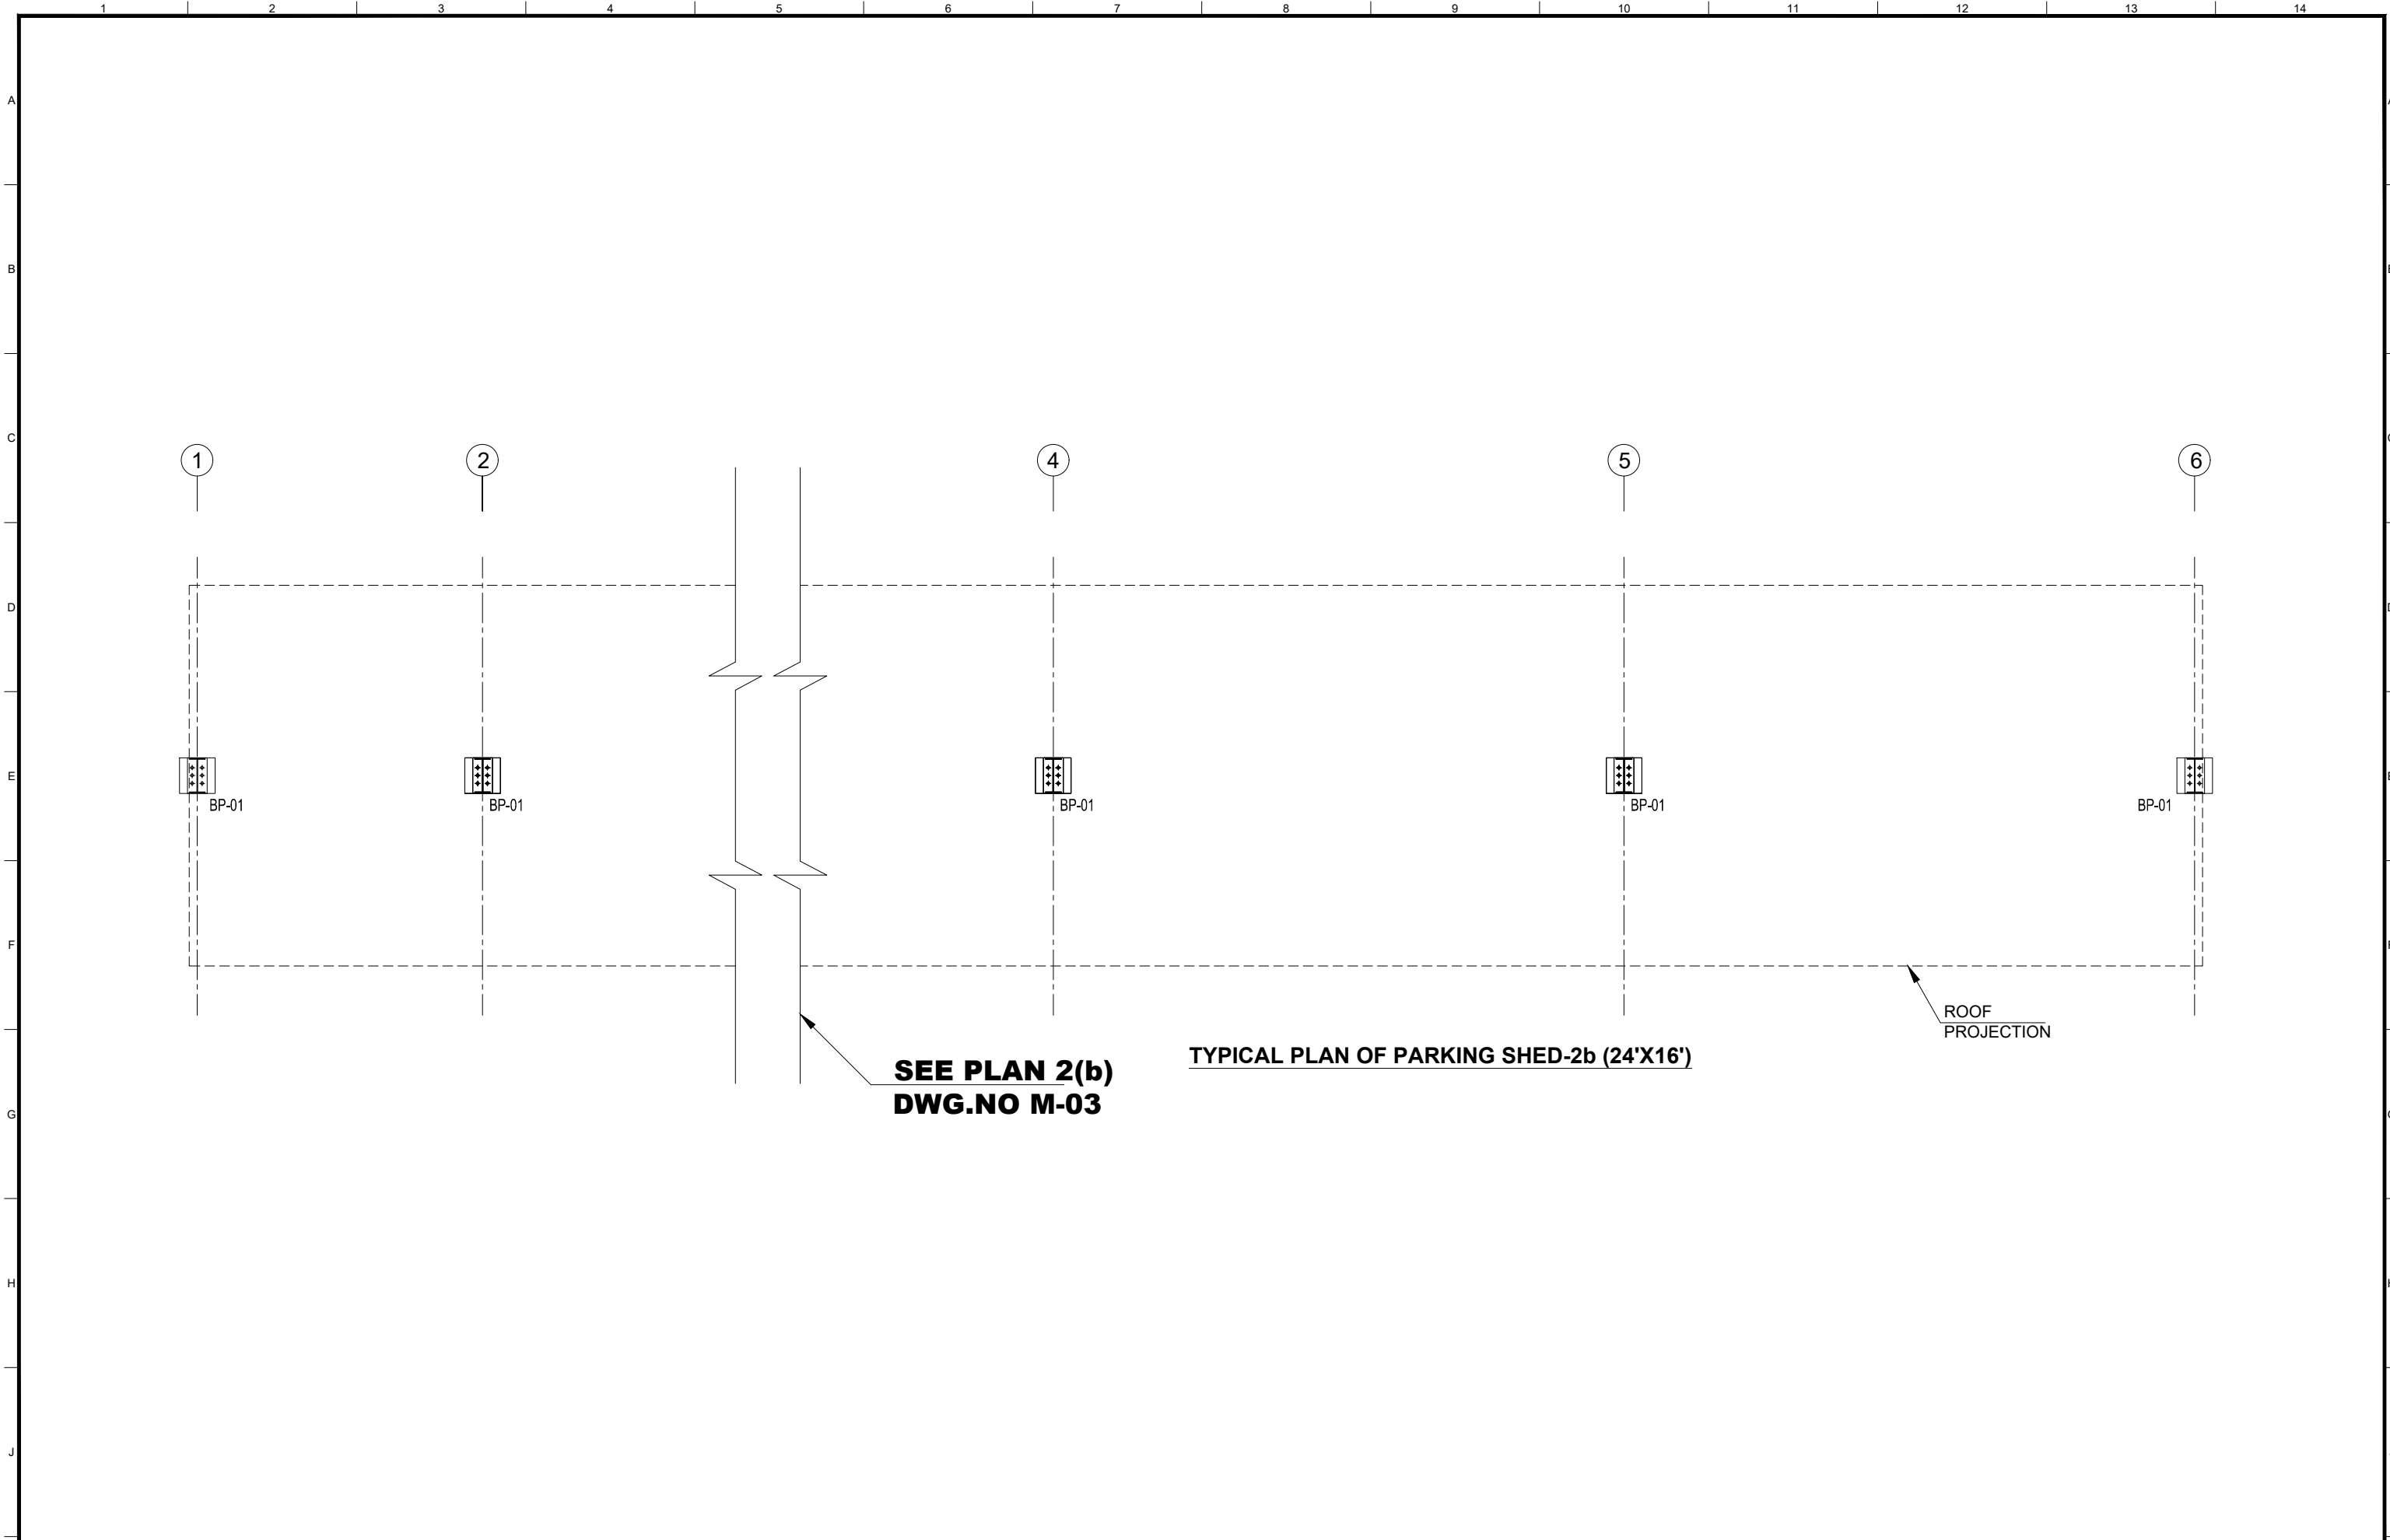 1 2 3 4 5 6 7 8 9 10 11 12 13 14
A
B
C
1 2 4 5 6
D
E
BP-01 BP-01 BP-01 BP-01 BP-01
F
ROOF
PROJECTION
TYPICAL PLAN OF PARKING SHED-2b (24'X16')
SEE PLAN 2(b)
DWG.NO M-03
G
H
J